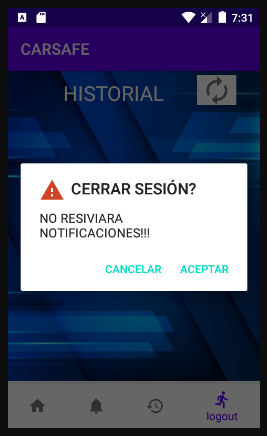 7:31
CARSAFE
HISTORIAL
CERRAR SESIÓN?
NO RESIVIARA
NOTIFICACIONES!!!
CANCELAR ACEPTAR
logout